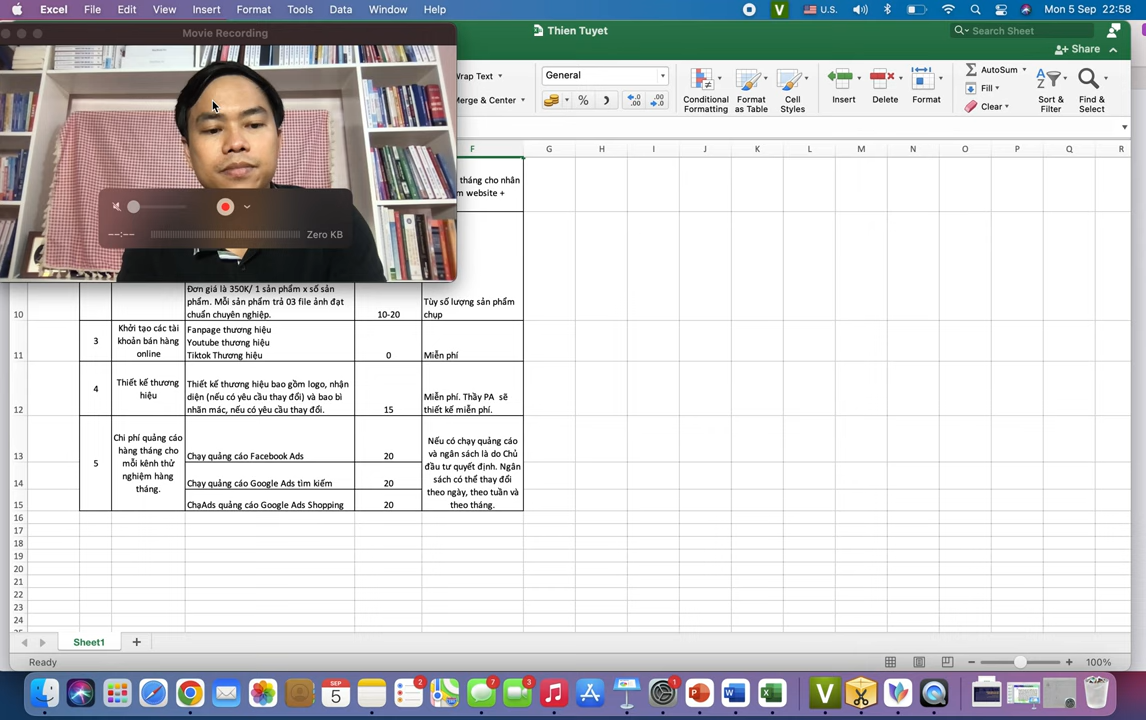 Excel File Edit View Insert Format Tools Data Window Help
V U.S. Mon 5 Sep 22:58
Movie Recording
Thien Tuyet
Search Sheet
Share
Wrap Text
Merge & Center
General
%
Conditional Formatting
Format as Table
Cell Styles
Insert
Delete
Format
AutoSum
Fill
Clear
Sort & Filter
Find & Select
F G H I J K L M N O P Q R
tháng cho nhân
m website +
--:-- Zero KB
Đơn giá là 350K/ 1 sản phẩm x số sản
phẩm. Mỗi sản phẩm trả 03 file ảnh đạt
chuẩn chuyên nghiệp.
10
10-20
Tùy số lượng sản phẩm
chụp
11
3
Khởi tạo các tài
khoản bán hàng
online
Fanpage thương hiệu
Youtube thương hiệu
Tiktok Thương hiệu
0
Miễn phí
12
4
Thiết kế thương
hiệu
Thiết kế thương hiệu bao gồm logo, nhận
diện (nếu có yêu cầu thay đổi) và bao bì
nhãn mác, nếu có yêu cầu thay đổi.
15
Miễn phí. Thầy PA sẽ
thiết kế miễn phí.
5
Chi phí quảng cáo
hàng tháng cho
mỗi kênh thử
nghiệm hàng
tháng.
13
Chạy quảng cáo Facebook Ads
20
14
Chạy quảng cáo Google Ads tìm kiếm
20
15
ChạAds quảng cáo Google Ads Shopping
20
Nếu có chạy quảng cáo
và ngân sách là do Chủ
đầu tư quyết định. Ngân
sách có thể thay đổi
theo ngày, theo tuần và
theo tháng.
16
17
18
19
20
21
22
23
24
Sheet1
Ready
100%
SEP
5
2
7
3
1
V